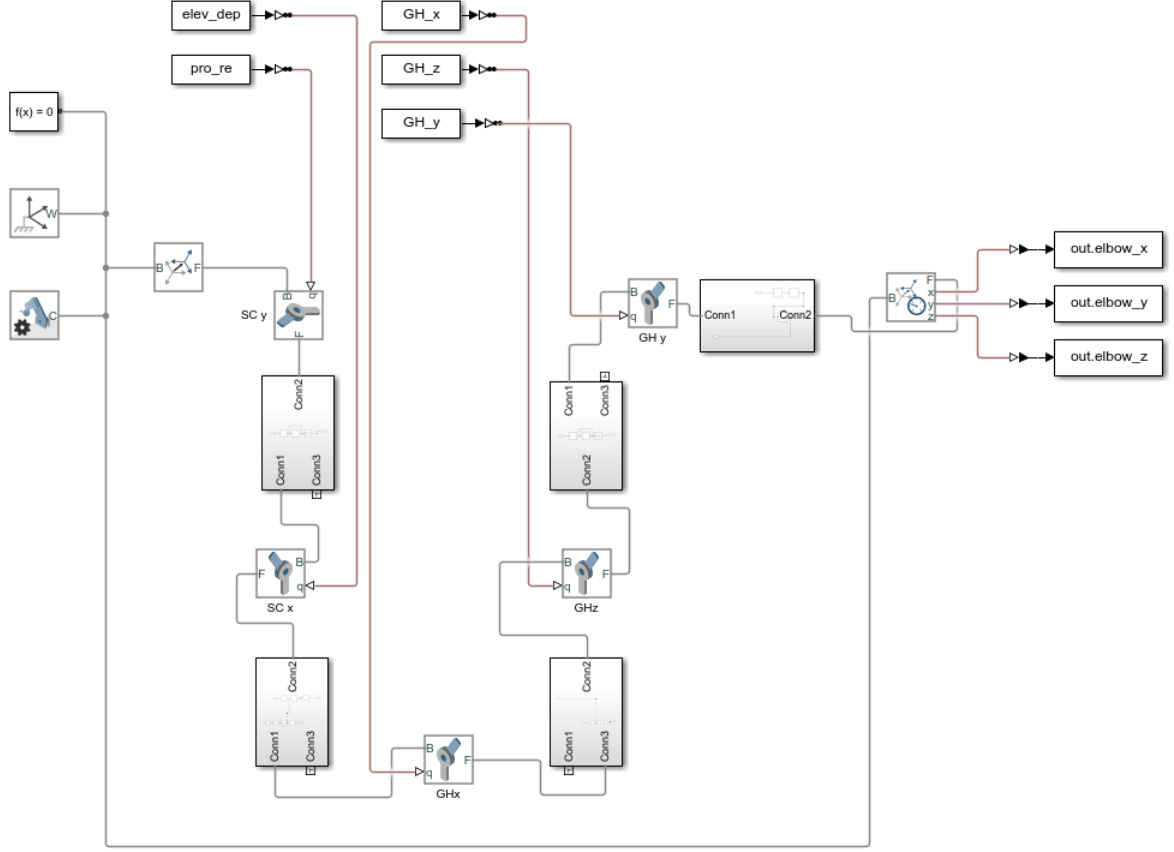 elev_dep
GH_x
pro_re
GH_z
f(x) = 0
GH_y
W
B
F
C
B
q
SC y
F
B
F
q
GH y
Conn1
Conn2
B
F
x
y
z
out.elbow_x
out.elbow_y
out.elbow_z
Conn2
Conn1
Conn3
Conn1
Conn3
Conn2
F
B
q
SC x
B
F
q
GHz
Conn2
Conn1
Conn3
Conn2
Conn1
Conn3
B
F
q
GHx